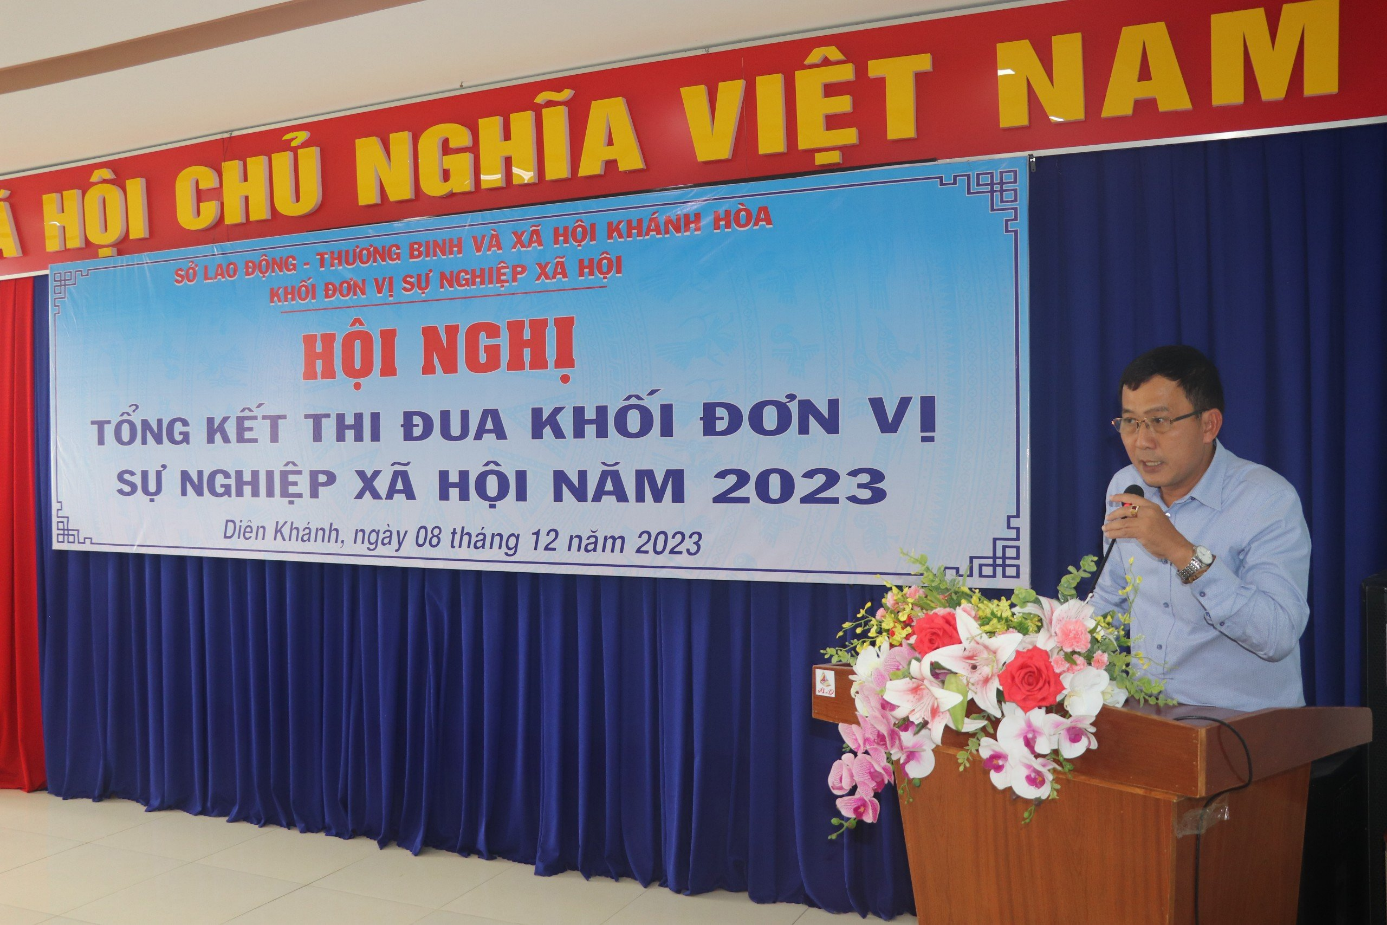 HỘI CHỦ NGHĨA VIỆT NAM
SỞ LAO ĐỘNG - THƯƠNG BINH VÀ XÃ HỘI KHÁNH HÒA
KHỐI ĐƠN VỊ SỰ NGHIỆP XÃ HỘI
HỘI NGHỊ
TỔNG KẾT THI ĐUA KHỐI ĐƠN VỊ
SỰ NGHIỆP XÃ HỘI NĂM 2023
Diên Khánh, ngày 08 tháng 12 năm 2023